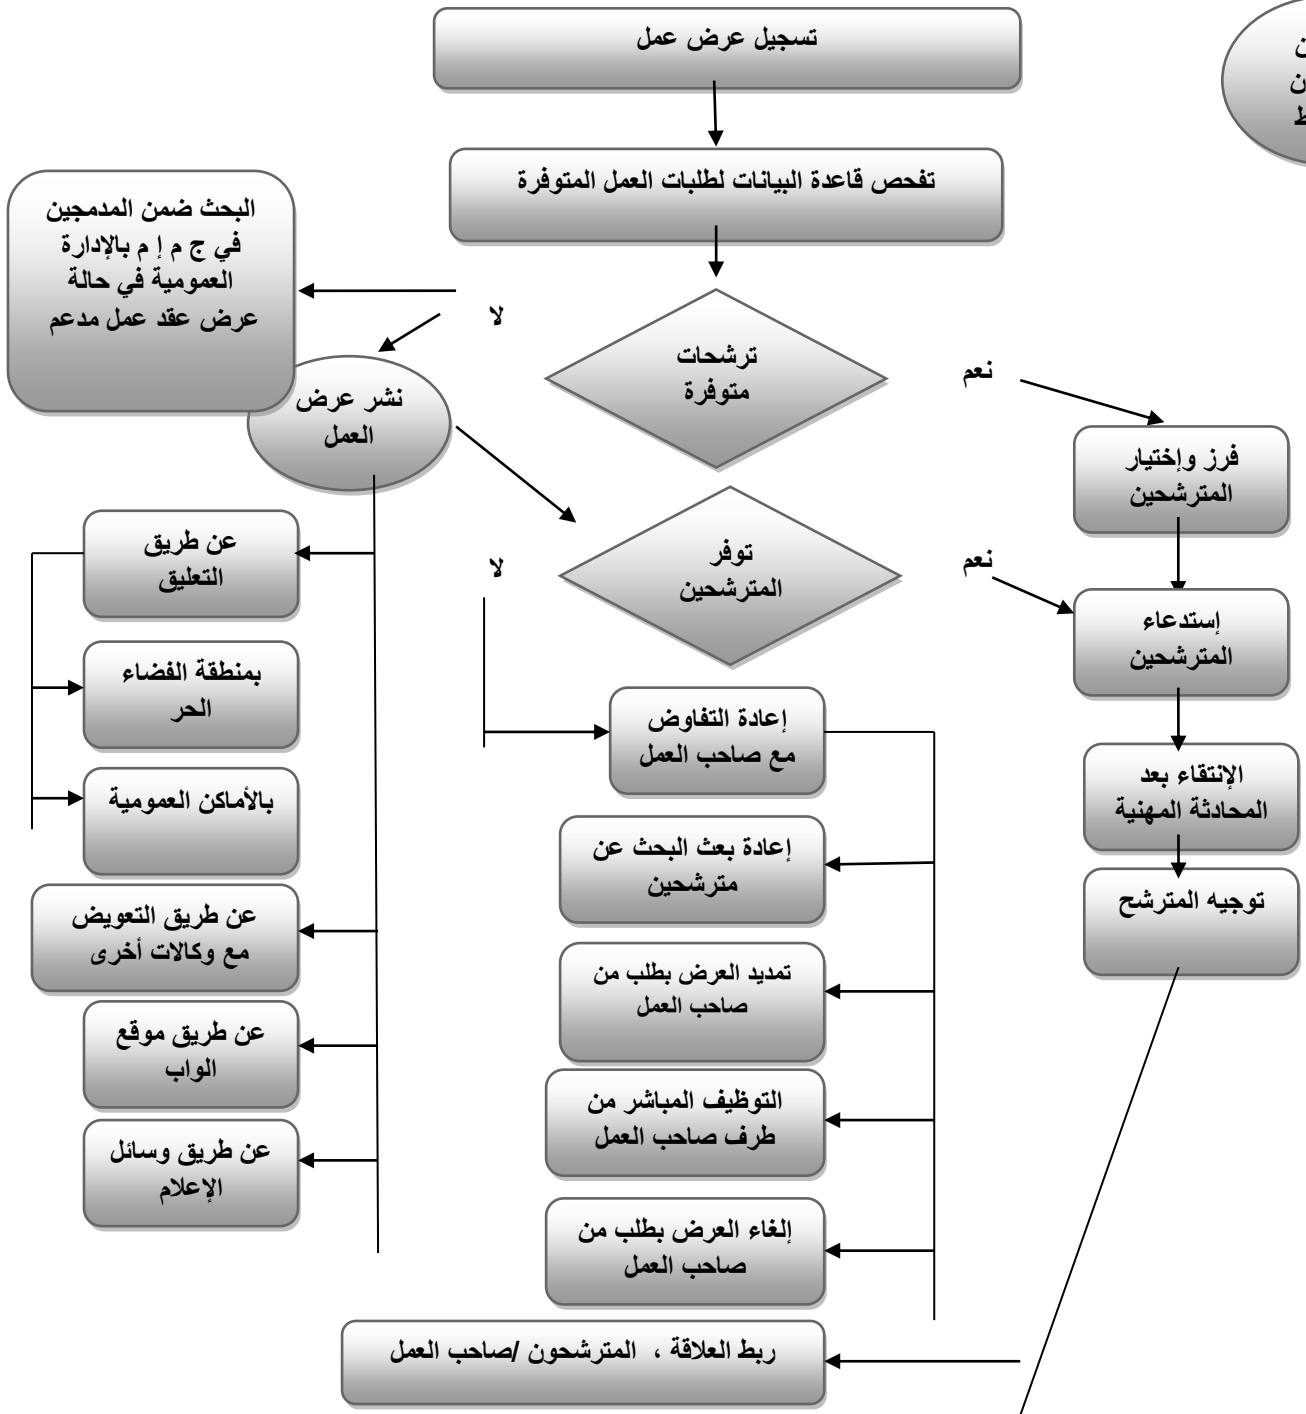 تسجيل عرض عمل
تفحص قاعدة البيانات لطلبات العمل المتوفرة
البحث ضمن المدمجين
في ج م إ م بالإدارة
العمومية في حالة
عرض عقد عمل مدعم
لا
ترشحات
متوفرة
نعم
نشر عرض
العمل
فرز وإختيار
المترشحين
عن طريق
التعليق
لا
توفر
المترشحين
نعم
إستدعاء
المترشحين
بمنطقة الفضاء
الحر
إعادة التفاوض
مع صاحب العمل
الإنتقاء بعد
المحادثة المهنية
بالأماكن العمومية
إعادة بعث البحث عن
مترشحين
توجيه المترشح
عن طريق التعويض
مع وكالات أخرى
تمديد العرض بطلب من
صاحب العمل
عن طريق موقع
الواب
التوظيف المباشر من
طرف صاحب العمل
عن طريق وسائل
الإعلام
إلغاء العرض بطلب من
صاحب العمل
ربط العلاقة ، المترشحون /صاحب العمل